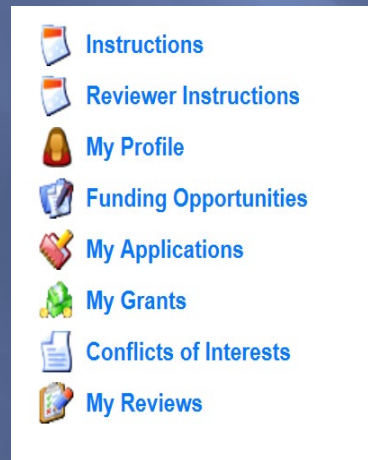 Instructions
Reviewer Instructions
My Profile
Funding Opportunities
My Applications
My Grants
Conflicts of Interests
My Reviews